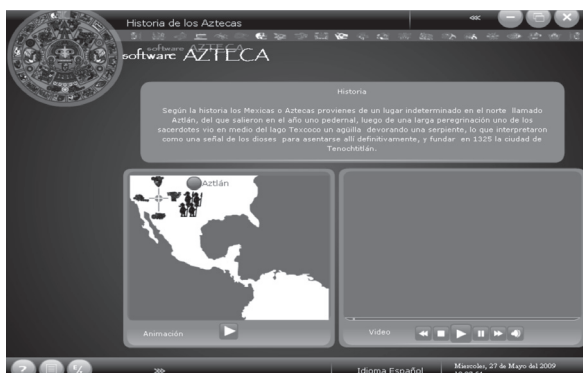 Historia de los Aztecas
software
software AZTECA
Historia
Según la historia los Mexicas o Aztecas provienen de un lugar indeterminado en el norte llamado
Aztlán, del que salieron en el año uno pedernal, luego de una larga peregrinación uno de los
sacerdotes vio en medio del lago Texcoco un agüilla devorando una serpiente, lo que interpretaron
como una señal de los dioses para asentarse allí definitivamente, y fundar en 1325 la ciudad de
Tenochtitlán.
Aztlán
Animación
Video
Idioma Español
Miercoles, 27 de Mayo del 2009